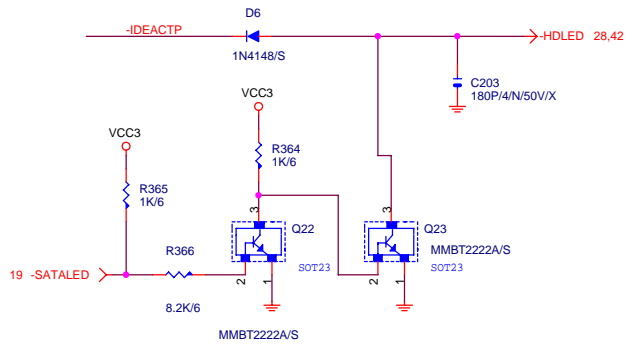 D6
-IDEACTP
-HDLED 28,42
1N4148/S
C203
180P/4/N/50V/X
VCC3
VCC3
R364
1K/6
R365
1K/6
3
3
Q22
Q23
R366
MMBT2222A/S
SOT23
SOT23
19 -SATALED
2
1
2
1
8.2K/6
MMBT2222A/S